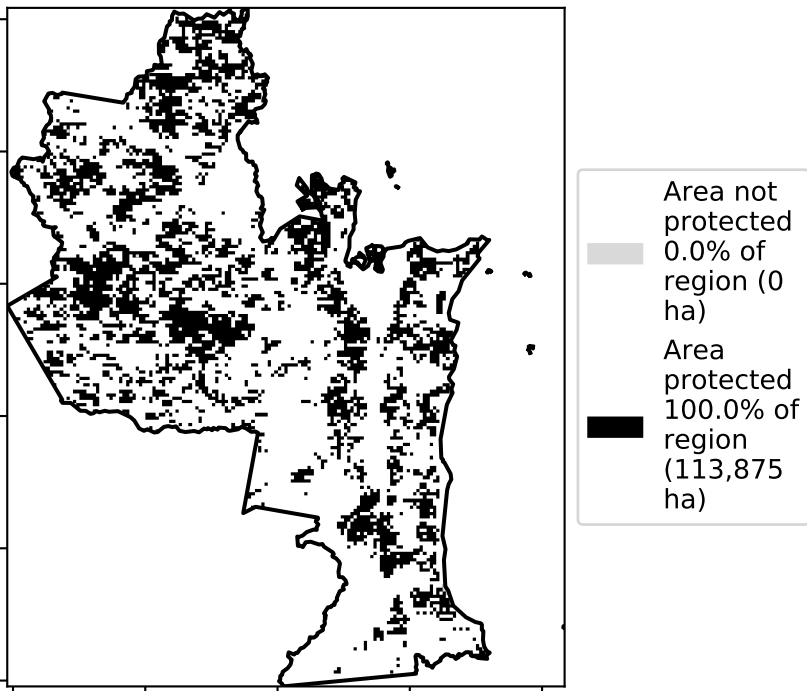 Area not
protected
0.0% of
region (0
ha)
Area
protected
100.0% of
region
(113,875
ha)